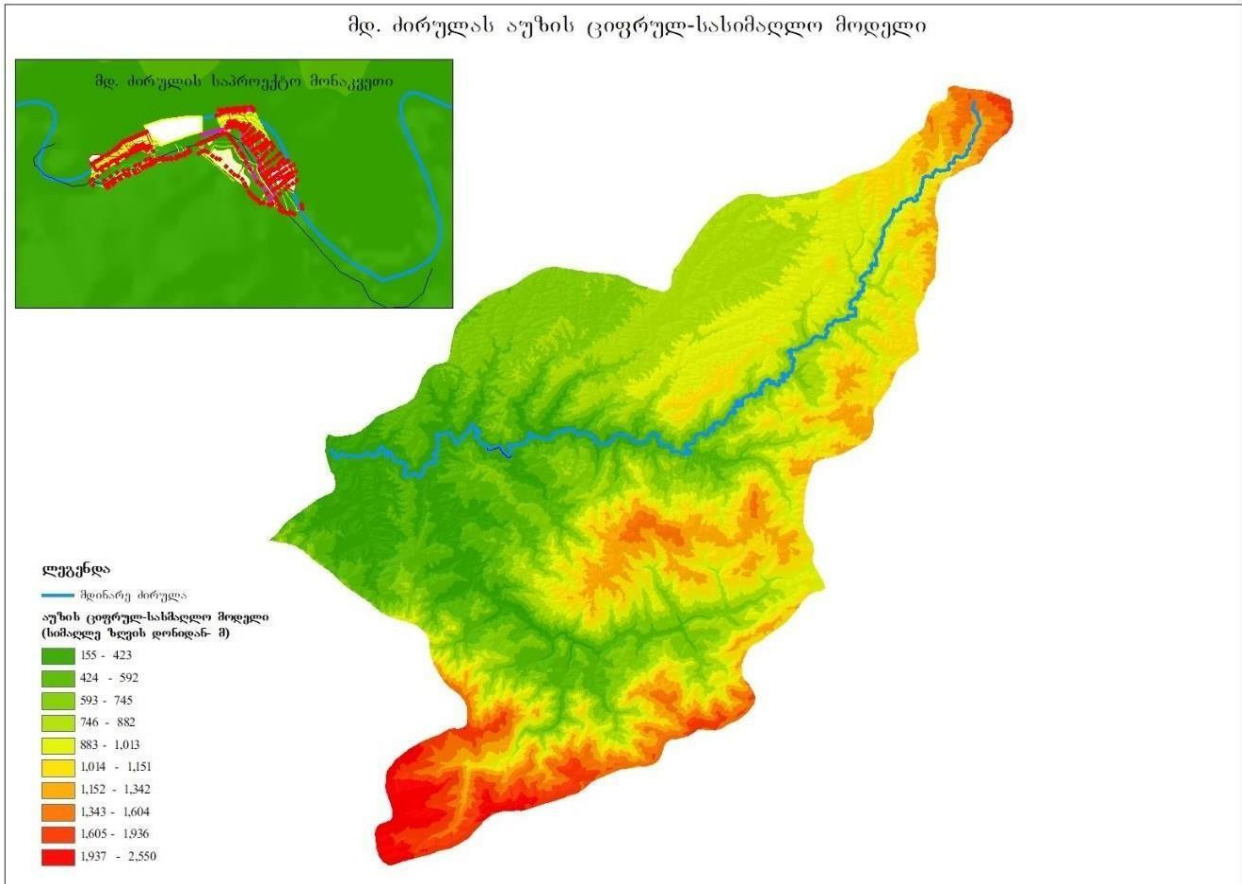 მდ. ძირულას აუზის ციფრულ-სასიმაღლო მოდელი
მდ. ძირულის საპროექტო მონაკვეთი
ლეგენდა
მდინარე ძირულა
აუზის ციფრულ-სასმაღლო მოდელი
(სიმაღლე ზღვის დონიდან- მ)
155 - 423
424 - 592
593 - 745
746 - 882
883 - 1,013
1,014 - 1,151
1,152 - 1,342
1,343 - 1,604
1,605 - 1,936
1,937 - 2,550